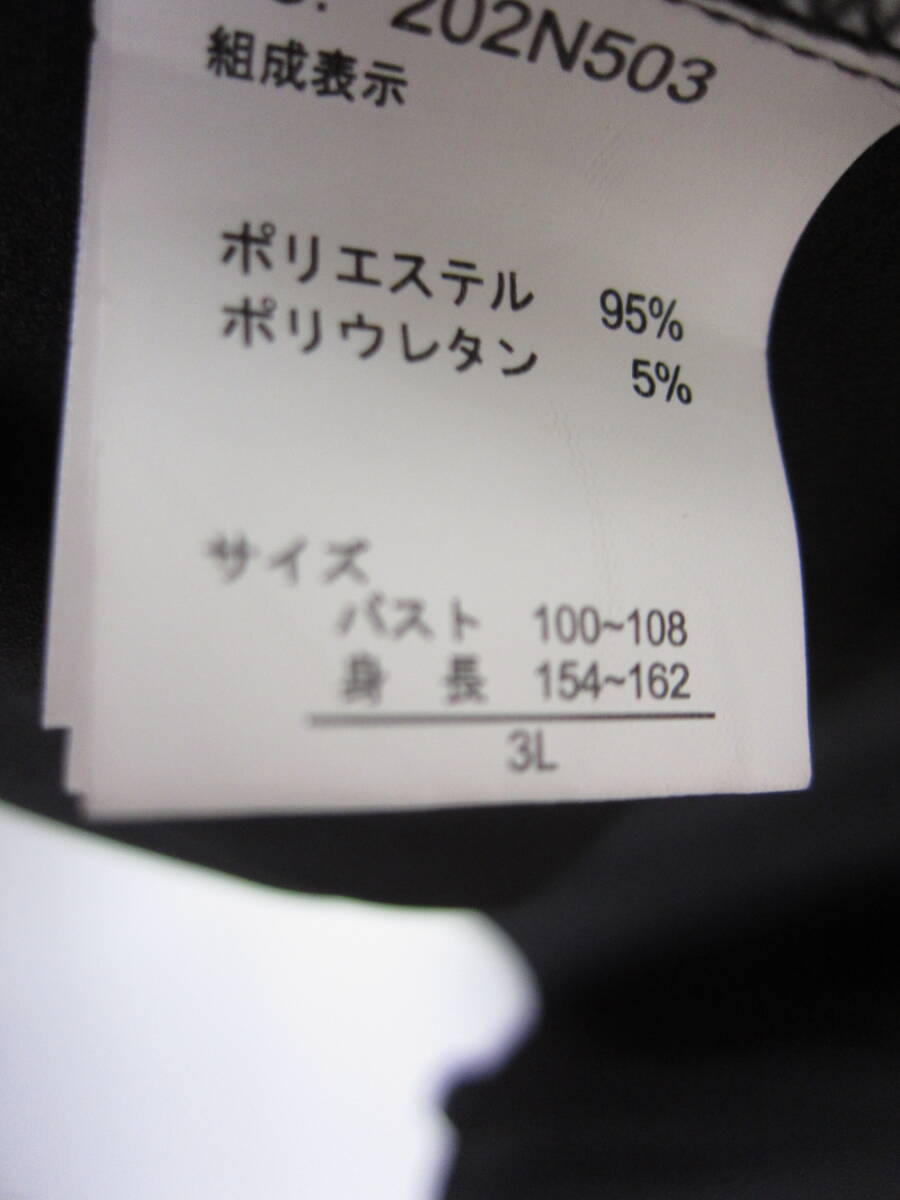 202N503
組成表示
ポリエステル 95%
ポリウレタン 5%
サイズ
バスト 100~108
身 長 154~162
3L